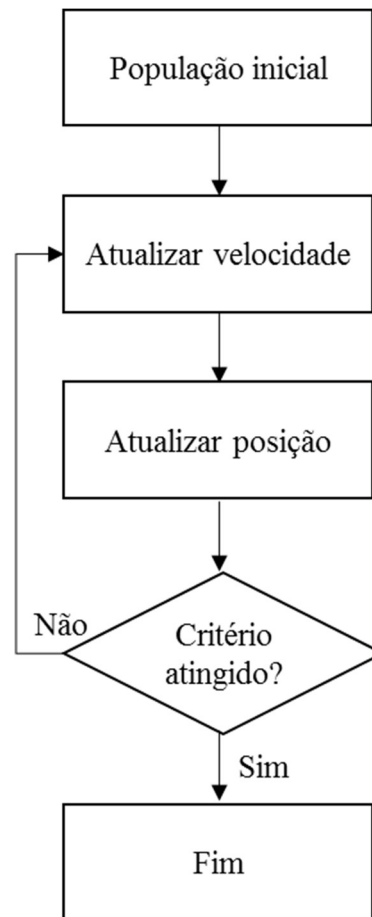 População inicial
Atualizar velocidade
Atualizar posição
Não
Critério
atingido?
Sim
Fim